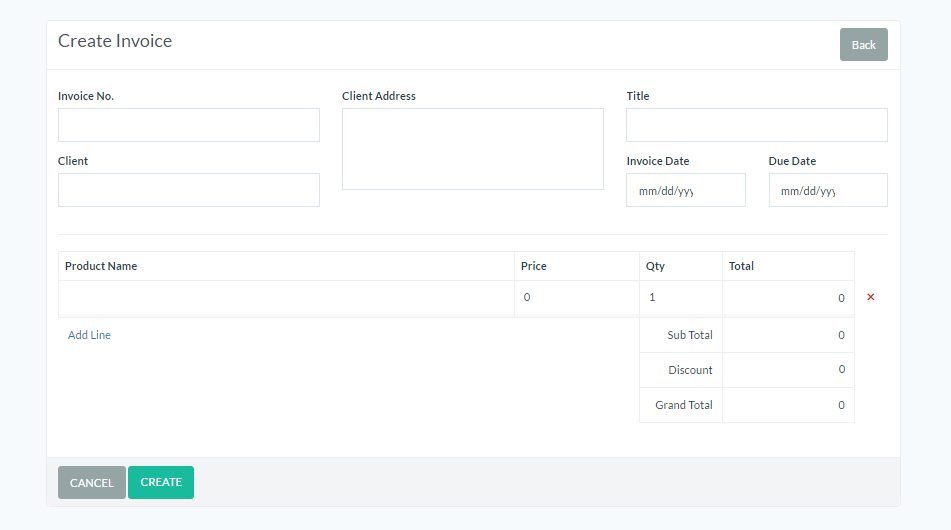 Create Invoice
Back
Invoice No.
Client Address
Title
Client
Invoice Date
Due Date
mm/dd/yyy
mm/dd/yyy
Product Name Price Qty Total
0 1 0 ×
Add Line
Sub Total 0
Discount 0
Grand Total 0
CANCEL CREATE